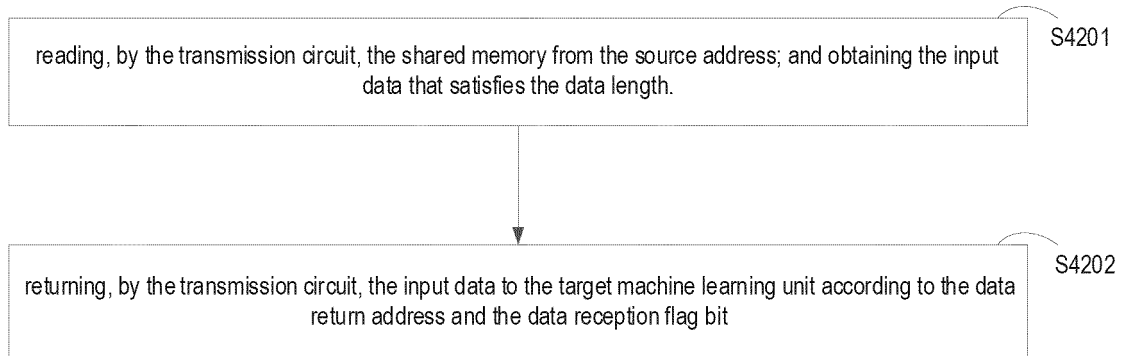 S4201
reading, by the transmission circuit, the shared memory from the source address; and obtaining the input
data that satisfies the data length.
S4202
returning, by the transmission circuit, the input data to the target machine learning unit according to the data
return address and the data reception flag bit